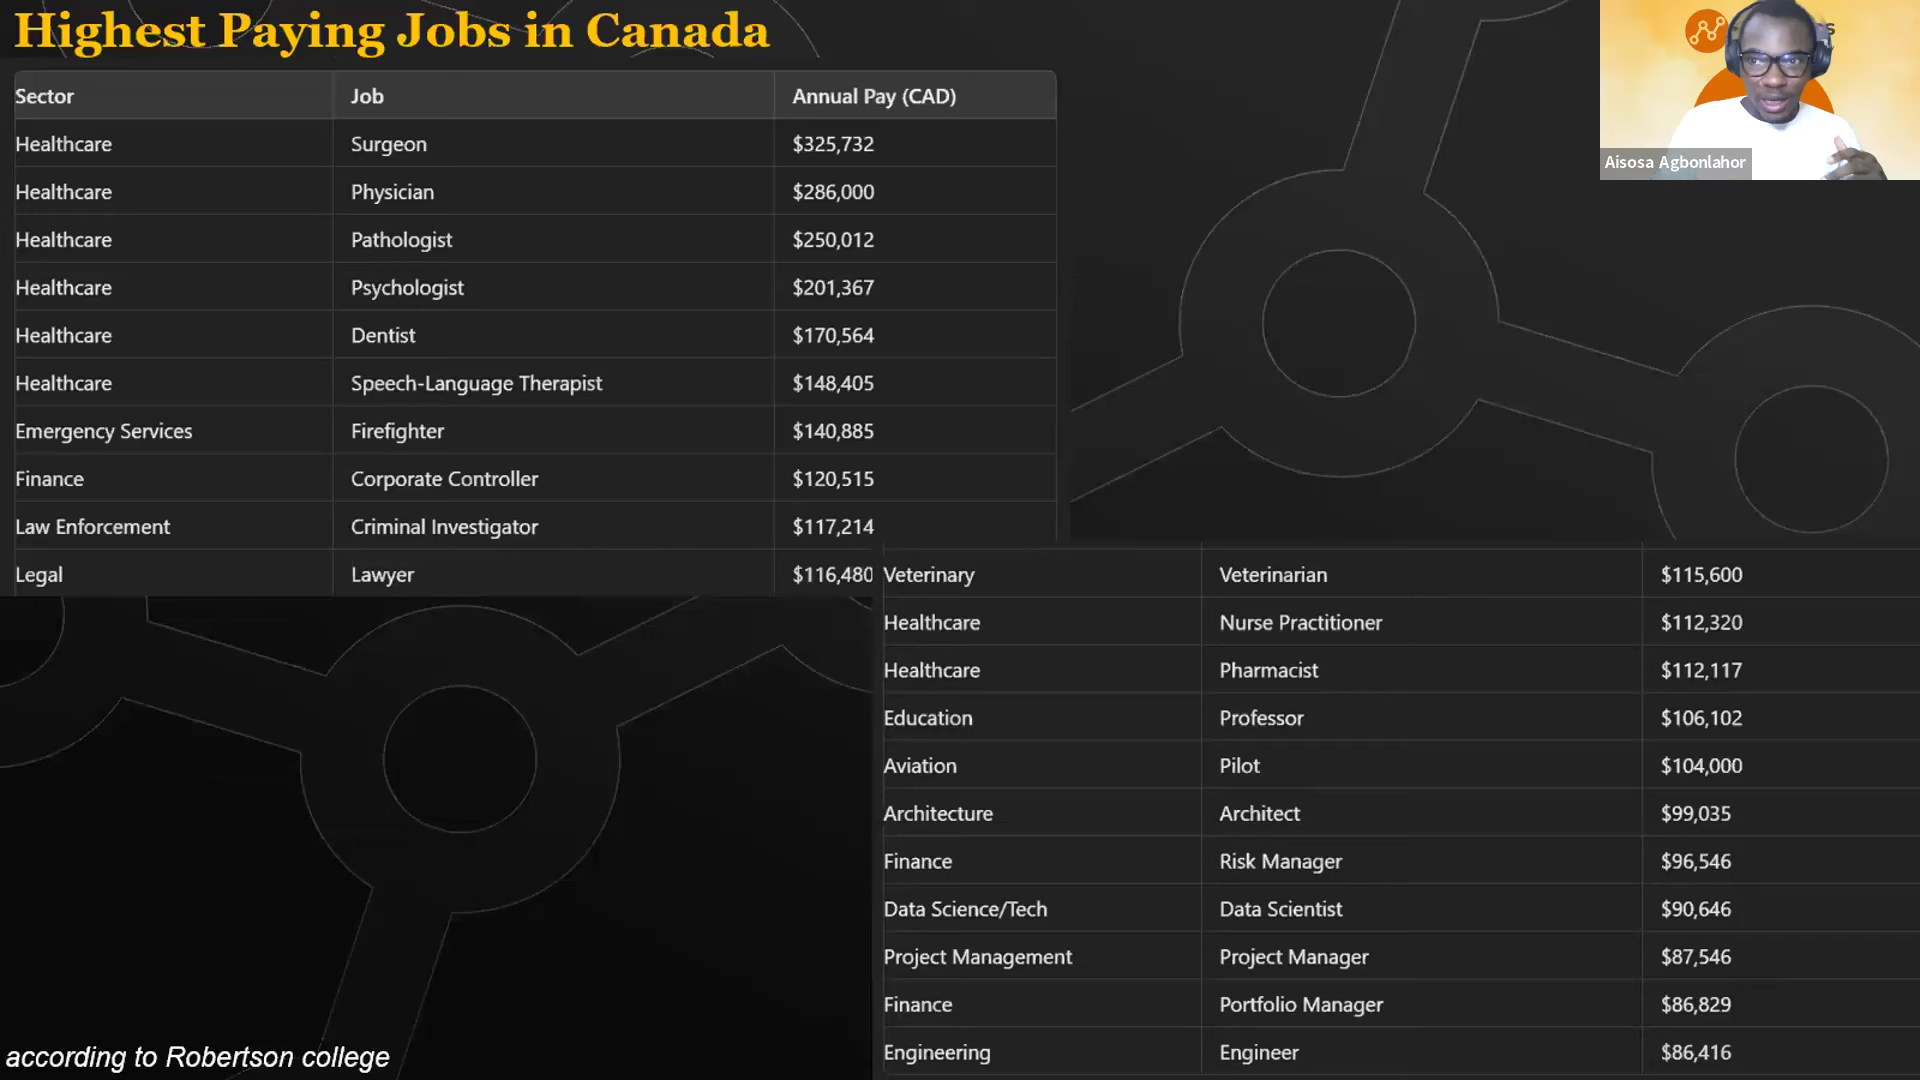 Highest Paying Jobs in Canada
Sector Job Annual Pay (CAD)
Healthcare Surgeon $325,732
Healthcare Physician $286,000
Healthcare Pathologist $250,012
Healthcare Psychologist $201,367
Healthcare Dentist $170,564
Healthcare Speech-Language Therapist $148,405
Emergency Services Firefighter $140,885
Finance Corporate Controller $120,515
Law Enforcement Criminal Investigator $117,214
Legal Lawyer $116,480
Veterinary Veterinarian $115,600
Healthcare Nurse Practitioner $112,320
Healthcare Pharmacist $112,117
Education Professor $106,102
Aviation Pilot $104,000
Architecture Architect $99,035
Finance Risk Manager $96,546
Data Science/Tech Data Scientist $90,646
Project Management Project Manager $87,546
Finance Portfolio Manager $86,829
Engineering Engineer $86,416
according to Robertson college
Aisosa Agbonlahor